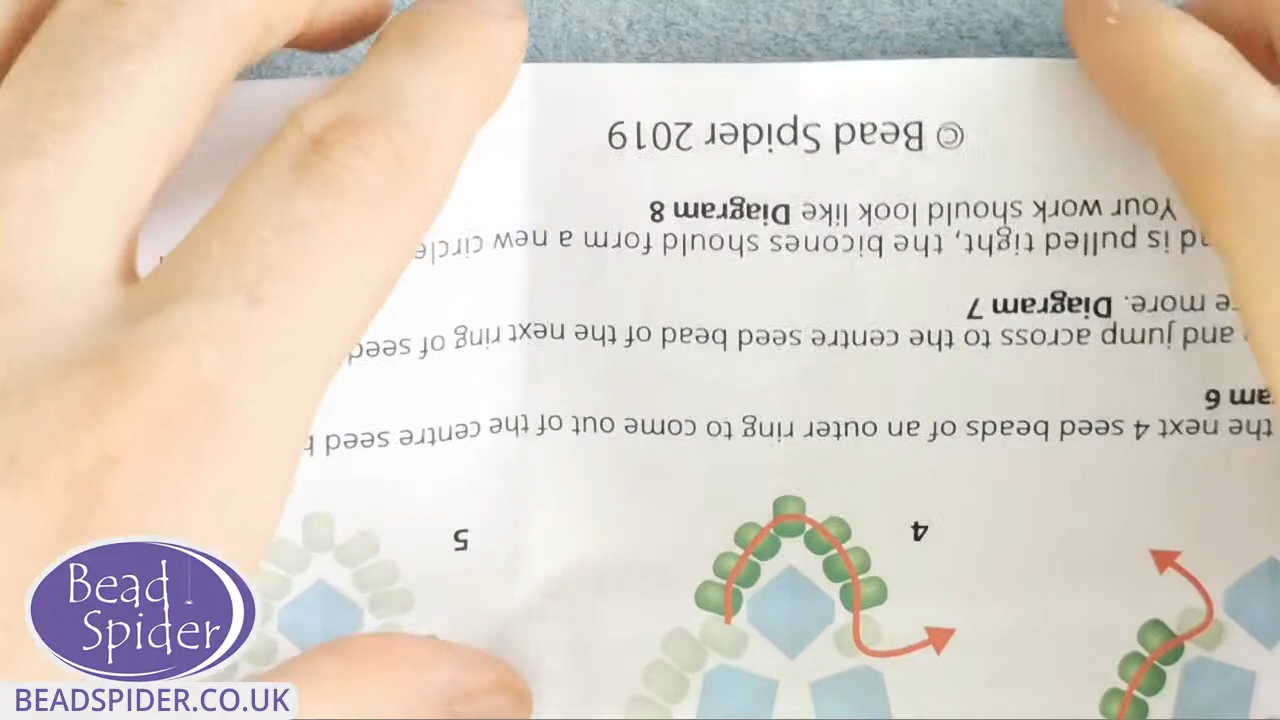 4
5
the next 4 seed beads of an outer ring to come out of the centre seed
am 6
and jump across to the centre seed bead of the next ring of seed
more. Diagram 7
is pulled tight, the bicones should form a new circle
Your work should look like Diagram 8
© Bead Spider 2019
Bead
Spider
BEADSPIDER.CO.UK